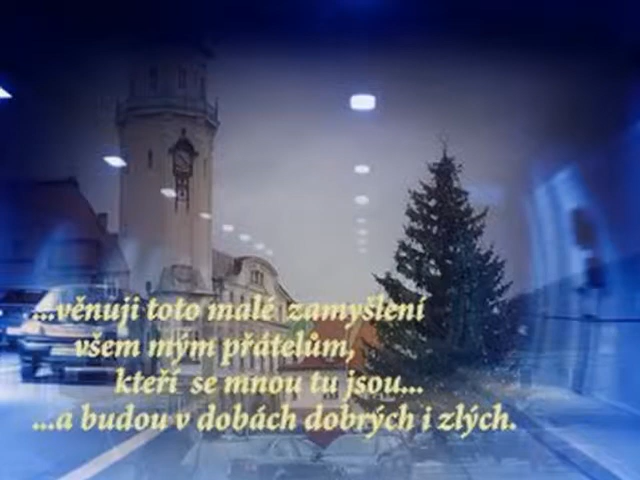 ...věnuji toto malé zamyšlení
všem mým přátelům,
kteří se mnou tu jsou...
...a budou v dobách dobrých i zlých.